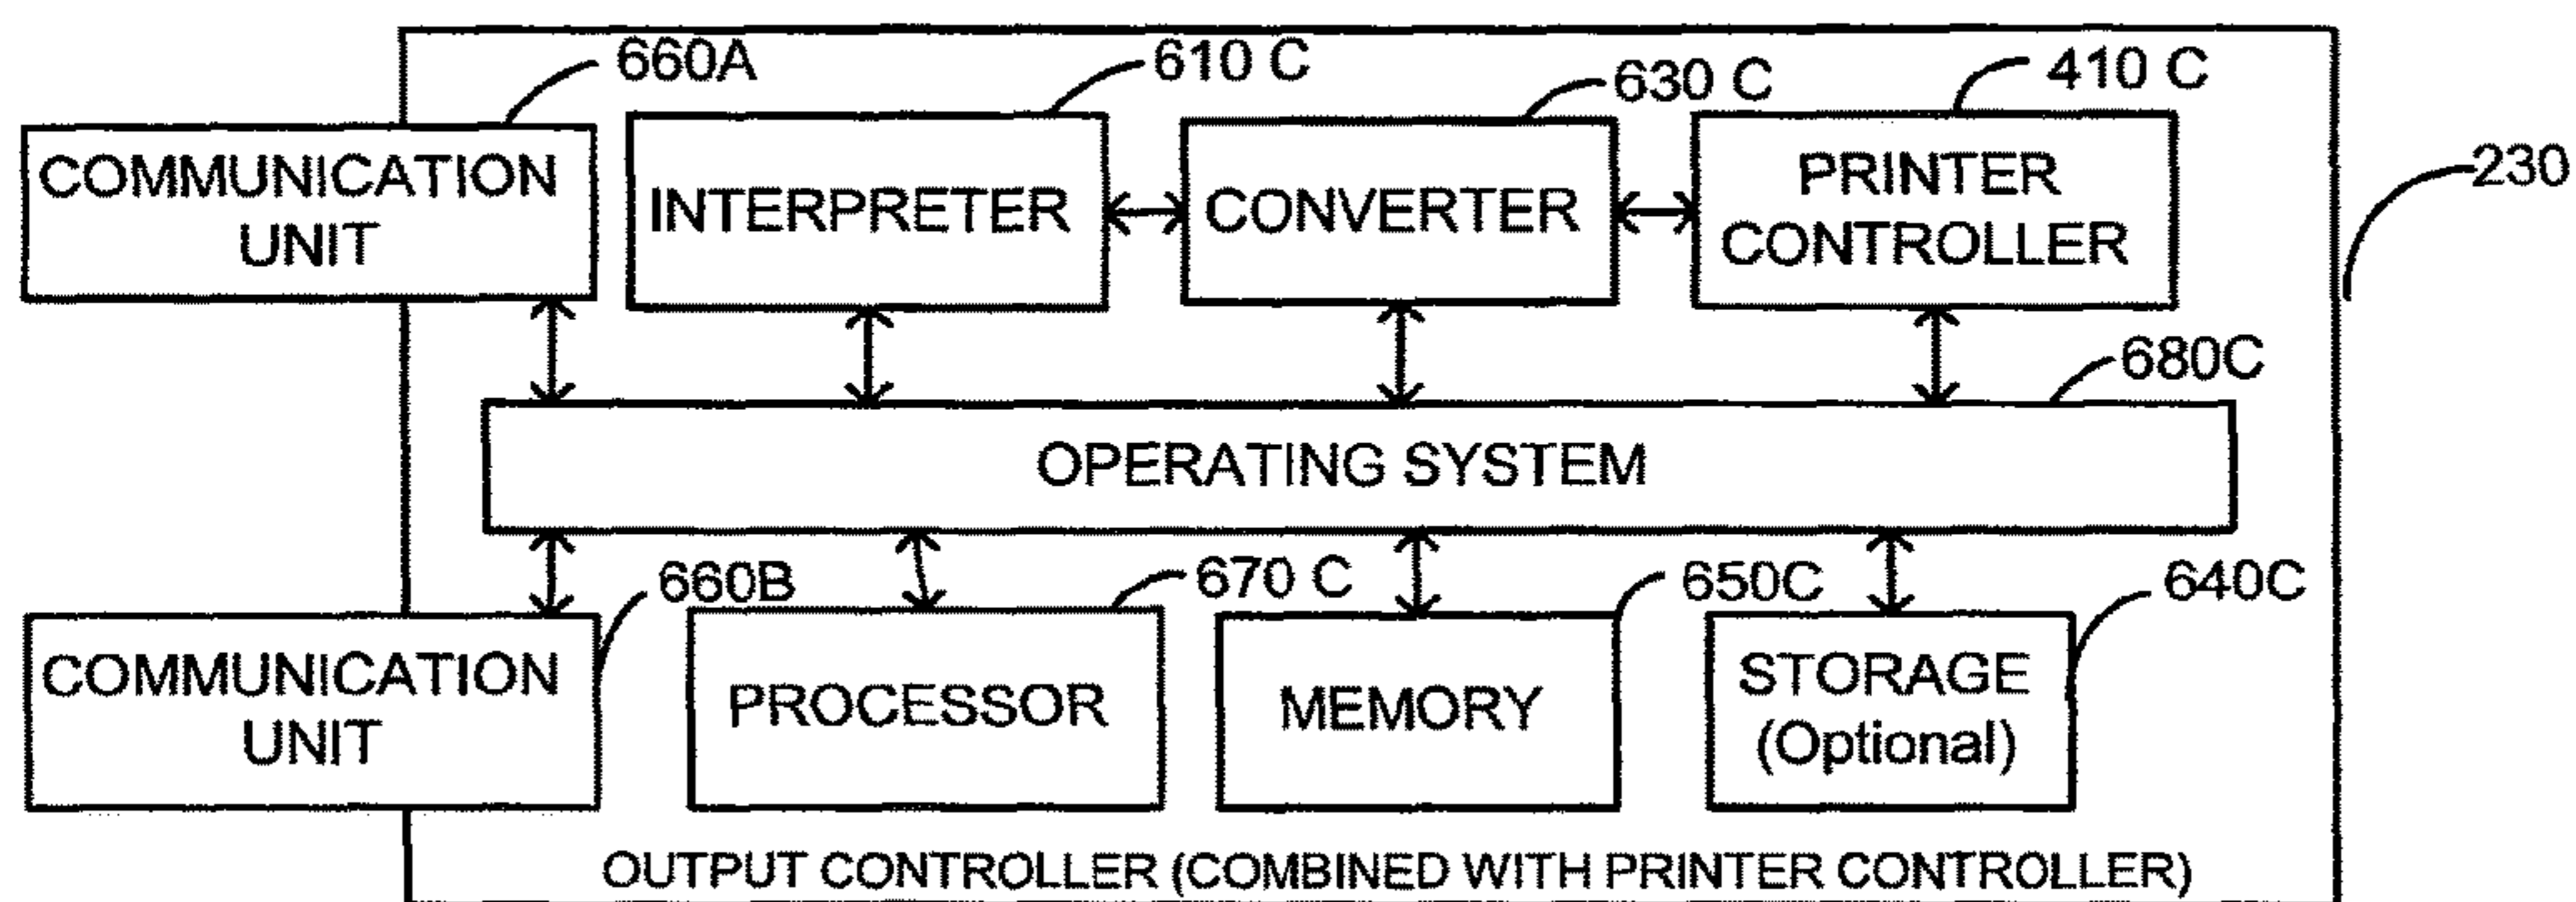 660A
610 C
630 C
410 C
COMMUNICATION
UNIT
INTERPRETER
CONVERTER
PRINTER
CONTROLLER
230
680C
OPERATING SYSTEM
660B
670 C
650C
640C
COMMUNICATION
UNIT
PROCESSOR
MEMORY
STORAGE
(Optional)
OUTPUT CONTROLLER (COMBINED WITH PRINTER CONTROLLER)